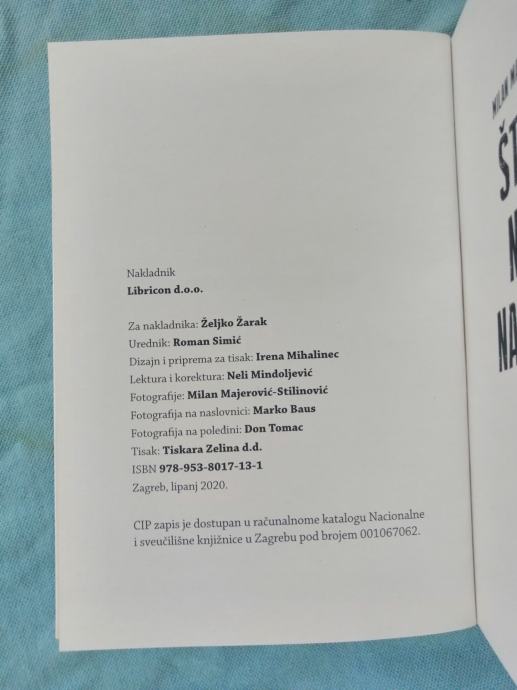 Nakladnik
Libricon d.o.o.
Za nakladnika: Željko Žarak
Urednik: Roman Simić
Dizajn i priprema za tisak: Irena Mihalinec
Lektura i korektura: Neli Mindoljević
Fotografije: Milan Majerović-Stilinović
Fotografija na naslovnici: Marko Baus
Fotografija na poleđini: Don Tomac
Tisak: Tiskara Zelina d.d.
ISBN 978-953-8017-13-1
Zagreb, lipanj 2020.
CIP zapis je dostupan u računalnome katalogu Nacionalne
i sveučilišne knjižnice u Zagrebu pod brojem 001067062.
MILAN